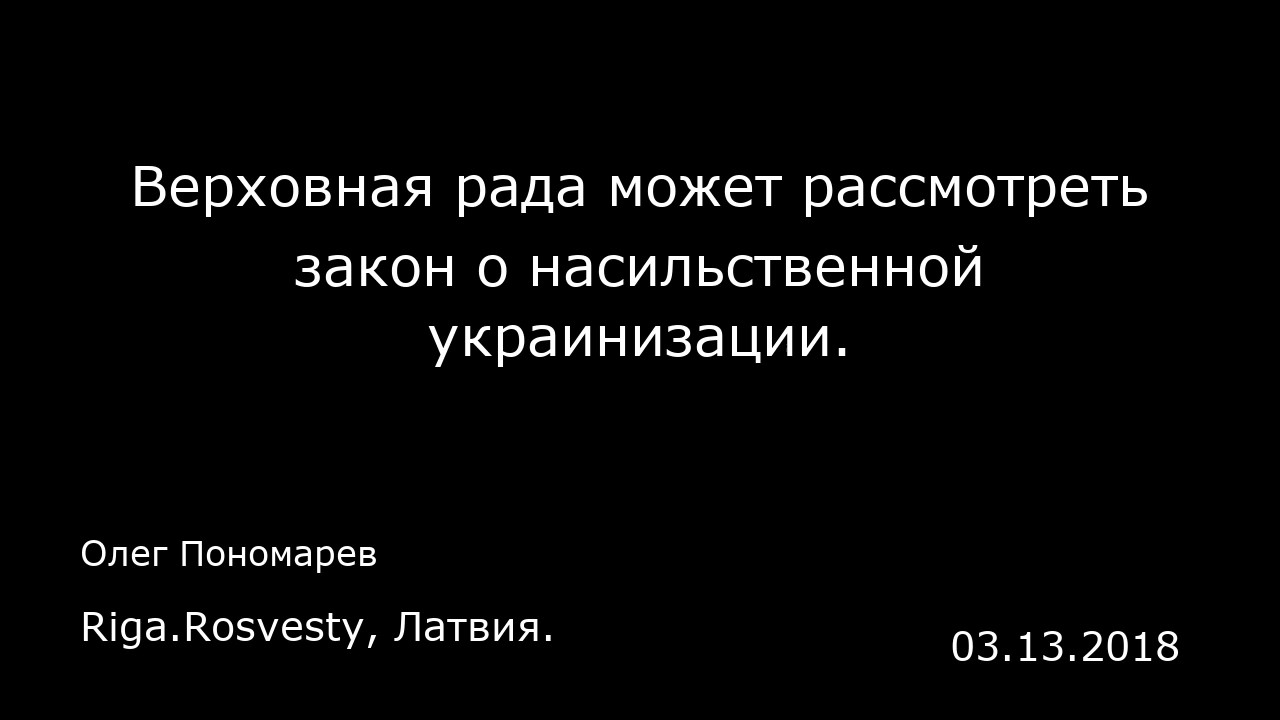 Верховная рада может рассмотреть
закон о насильственной
украинизации.
Олег Пономарев
Riga.Rosvesty, Латвия.
03.13.2018